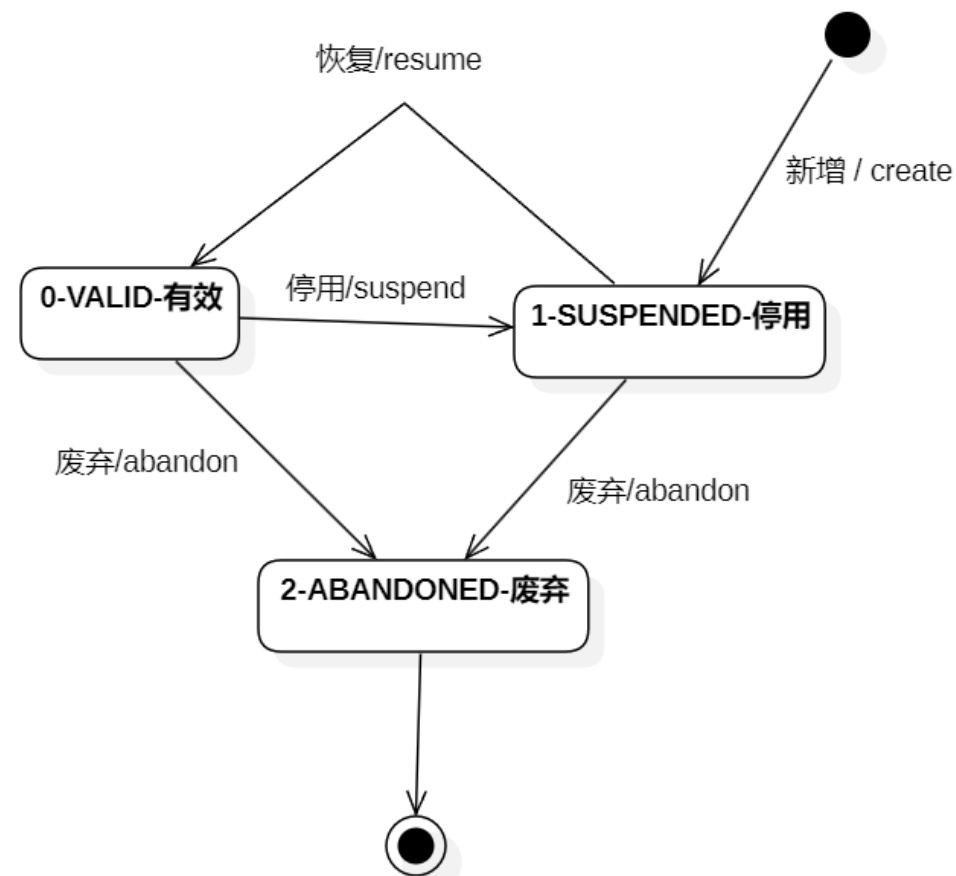 恢复/resume
新增 / create
0-VALID-有效
停用/suspend
1-SUSPENDED-停用
废弃/abandon
废弃/abandon
2-ABANDONED-废弃